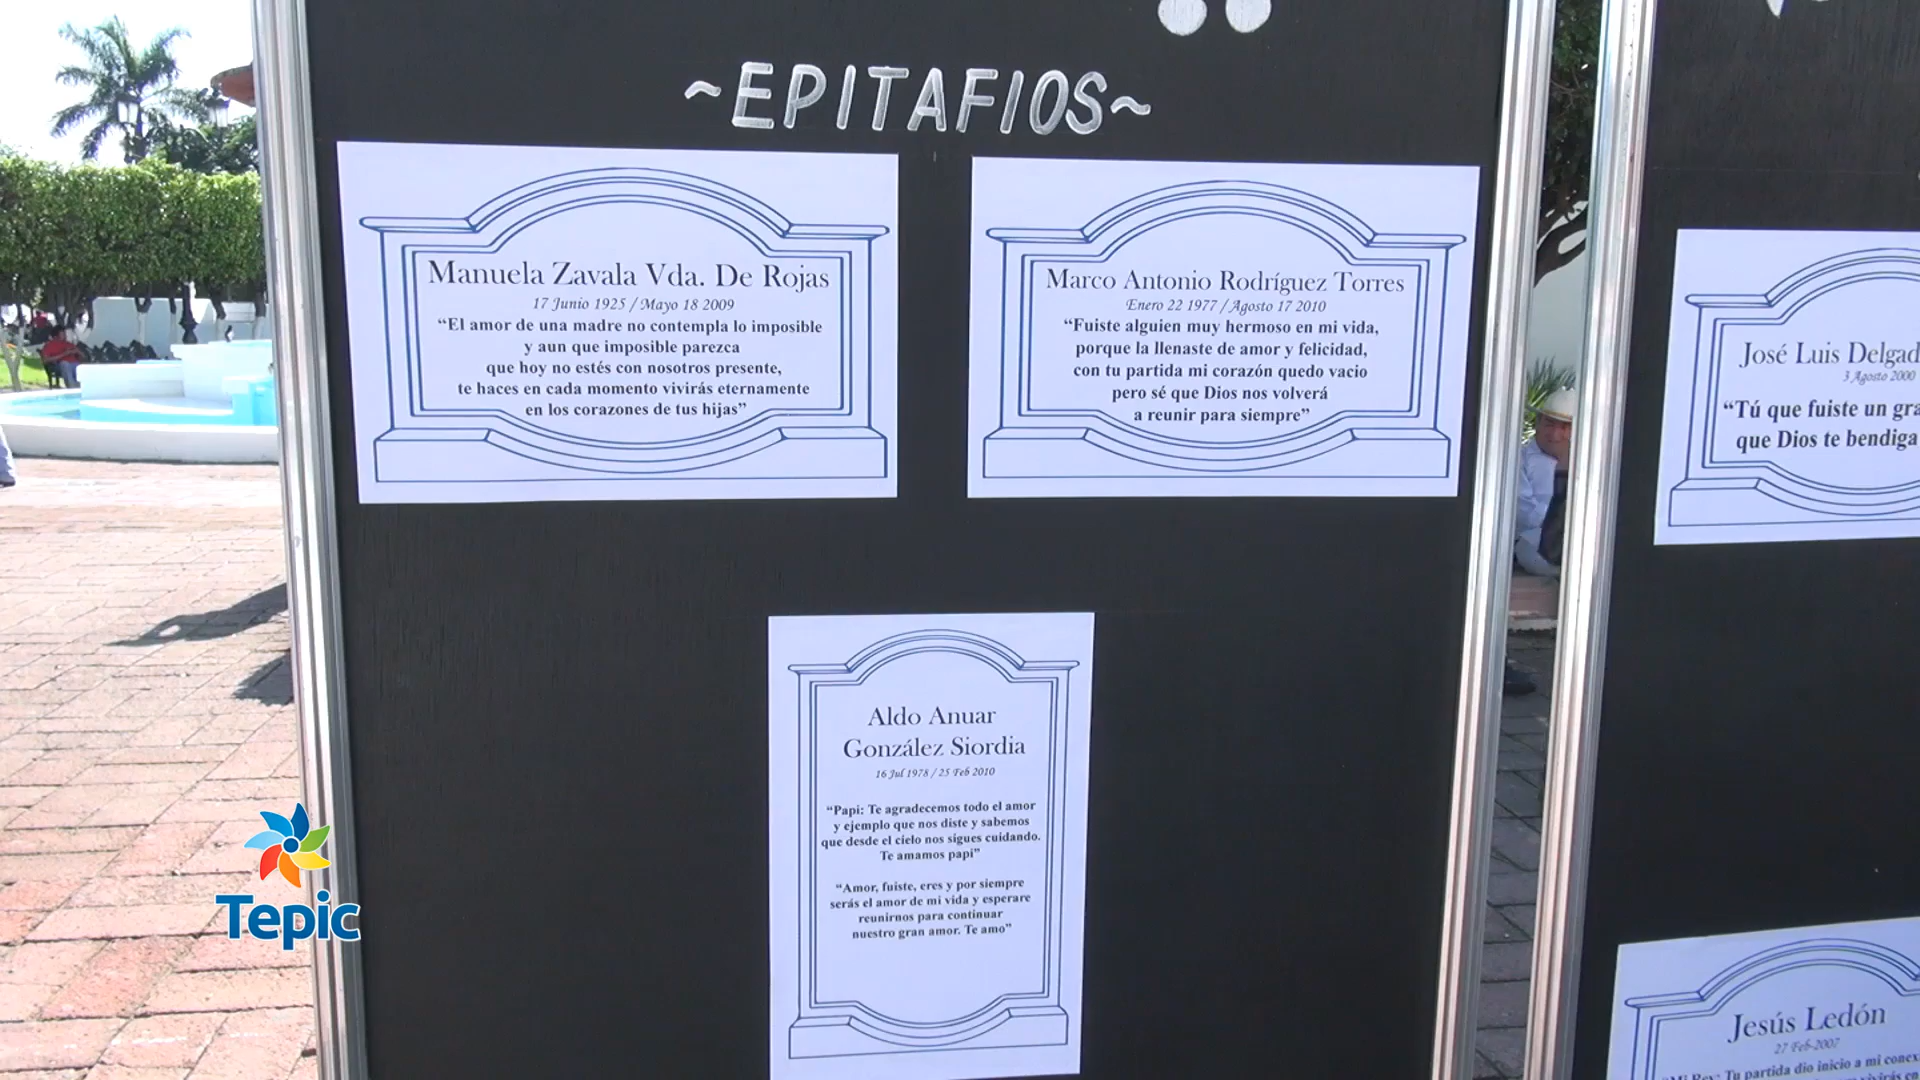 ~EPITAFIOS~
Manuela Zavala Vda. De Rojas
17 Junio 1925 / Mayo 18 2009
“El amor de una madre no contempla lo imposible
y aun que imposible parezca
que hoy no estés con nosotros presente,
te haces en cada momento vivirás eternamente
en los corazones de tus hijas”
Marco Antonio Rodríguez Torres
Enero 22 1977 / Agosto 17 2010
“Fuiste alguien muy hermoso en mi vida,
porque la llenaste de amor y felicidad,
con tu partida mi corazón quedo vacio
pero sé que Dios nos volverá
a reunir para siempre”
Aldo Anuar
González Siordia
16 Jul 1978 / 25 Feb 2010
“Papi: Te agradecemos todo el amor
y ejemplo que nos diste y sabemos
que desde el cielo nos sigues cuidando.
Te amamos papi”
“Amor, fuiste, eres y por siempre
serás el amor de mi vida y esperare
reunirnos para continuar
nuestro gran amor. Te amo”
José Luis Delgad
3 Agosto 2000
“Tú que fuiste un gra
que Dios te bendiga
Jesús Ledón
27 Feb-2007
Tu partida dio inicio a mi conex
Tepic